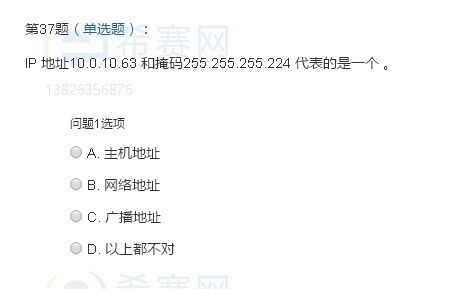 第37题（单选题）：
IP 地址10.0.10.63 和掩码255.255.255.224 代表的是一个 。
13826356876
问题1选项
A. 主机地址
B. 网络地址
C. 广播地址
D. 以上都不对
希赛网
希赛网